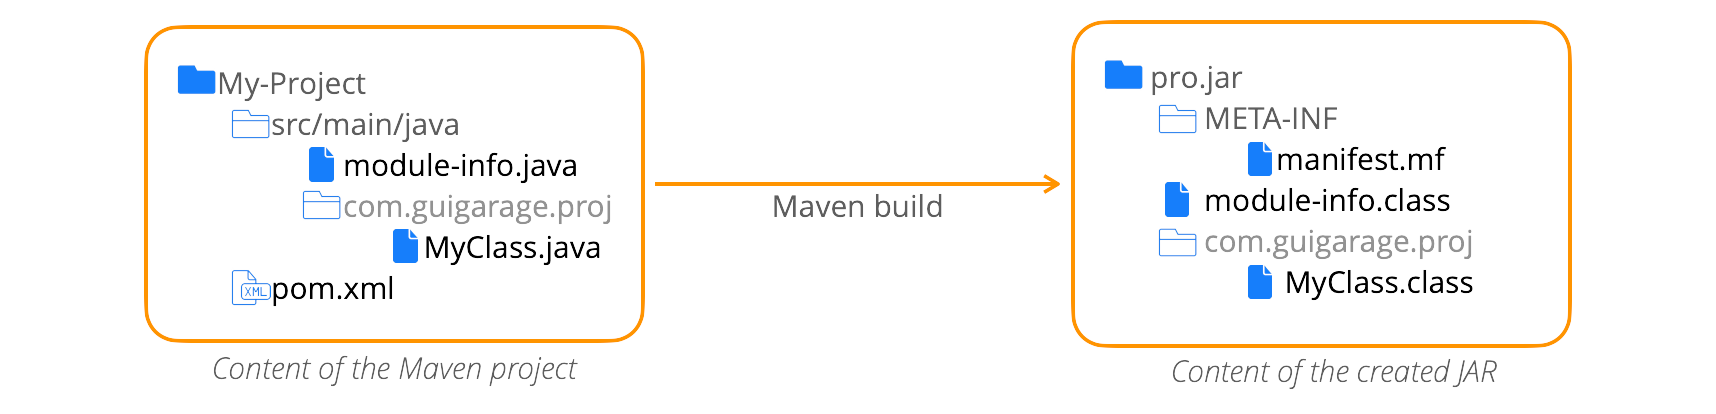 My-Project
src/main/java
module-info.java
com.guigarage.proj
MyClass.java
XML
pom.xml
Content of the Maven project
Maven build
pro.jar
META-INF
manifest.mf
module-info.class
com.guigarage.proj
MyClass.class
Content of the created JAR